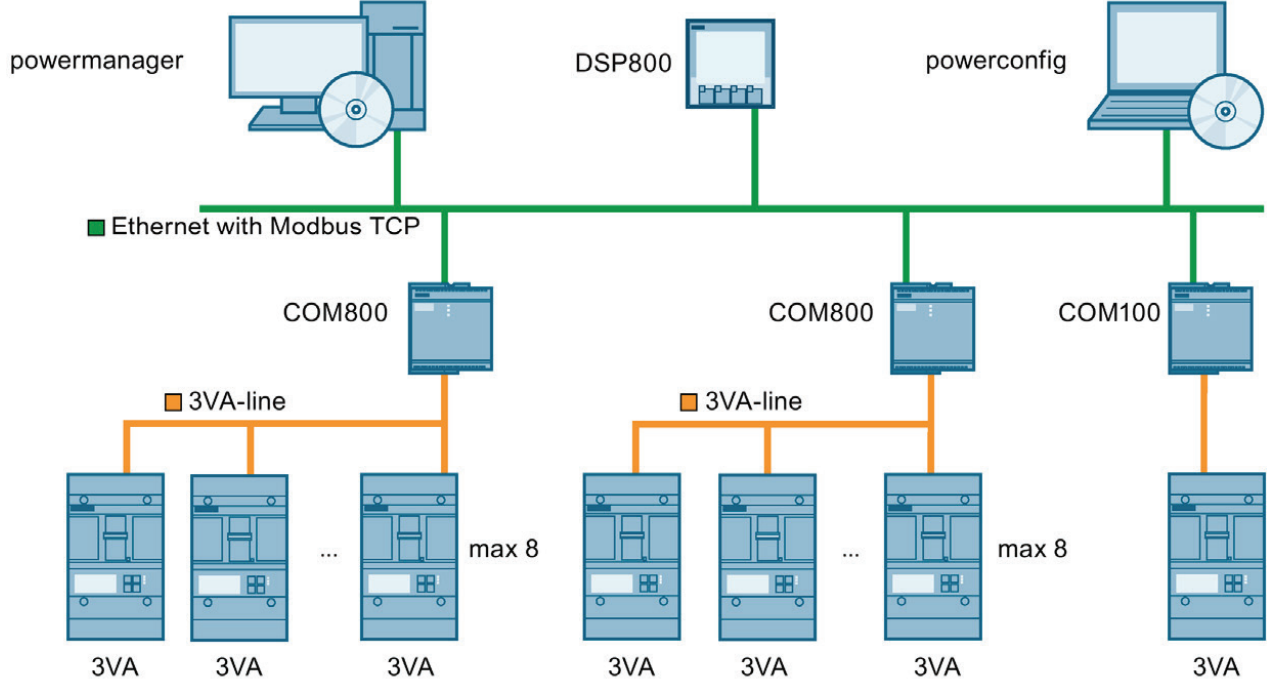 powermanager
DSP800
powerconfig
Ethernet with Modbus TCP
COM800
COM800
COM100
3VA-line
3VA-line
...
max 8
...
max 8
3VA
3VA
3VA
3VA
3VA
3VA
3VA